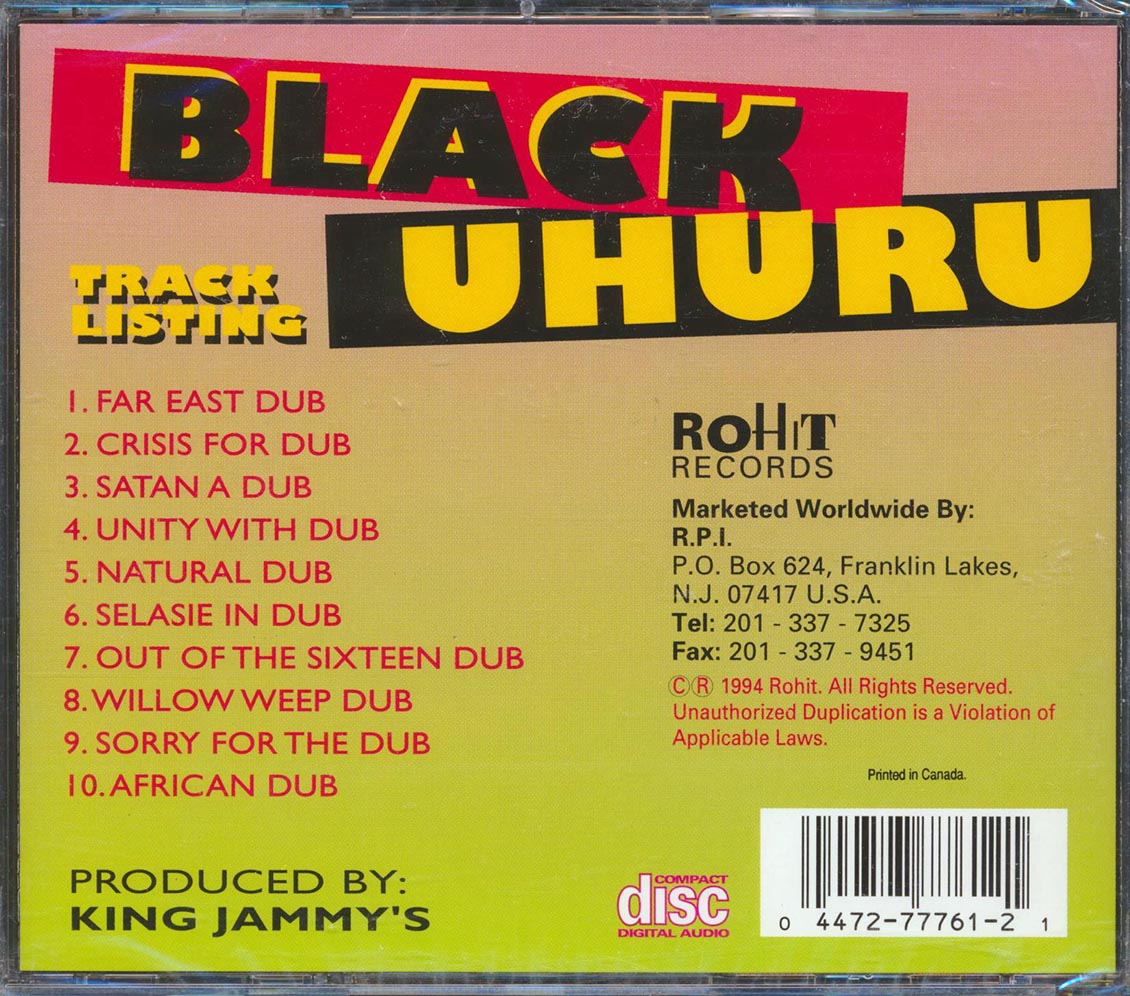 BLACK
UHURU
TRACK
LISTING
1. FAR EAST DUB
2. CRISIS FOR DUB
3. SATAN A DUB
4. UNITY WITH DUB
5. NATURAL DUB
6. SELASIE IN DUB
7. OUT OF THE SIXTEEN DUB
8. WILLOW WEEP DUB
9. SORRY FOR THE DUB
10. AFRICAN DUB
PRODUCED BY:
KING JAMMY'S
ROHIT
RECORDS
Marketed Worldwide By:
R.P.I.
P.O. Box 624, Franklin Lakes,
N.J. 07417 U.S.A.
Tel: 201 - 337 - 7325
Fax: 201 - 337 - 9451
©® 1994 Rohit. All Rights Reserved.
Unauthorized Duplication is a Violation of
Applicable Laws.
Printed in Canada.
COMPACT
disc
DIGITAL AUDIO
0 4472-77761-2 1